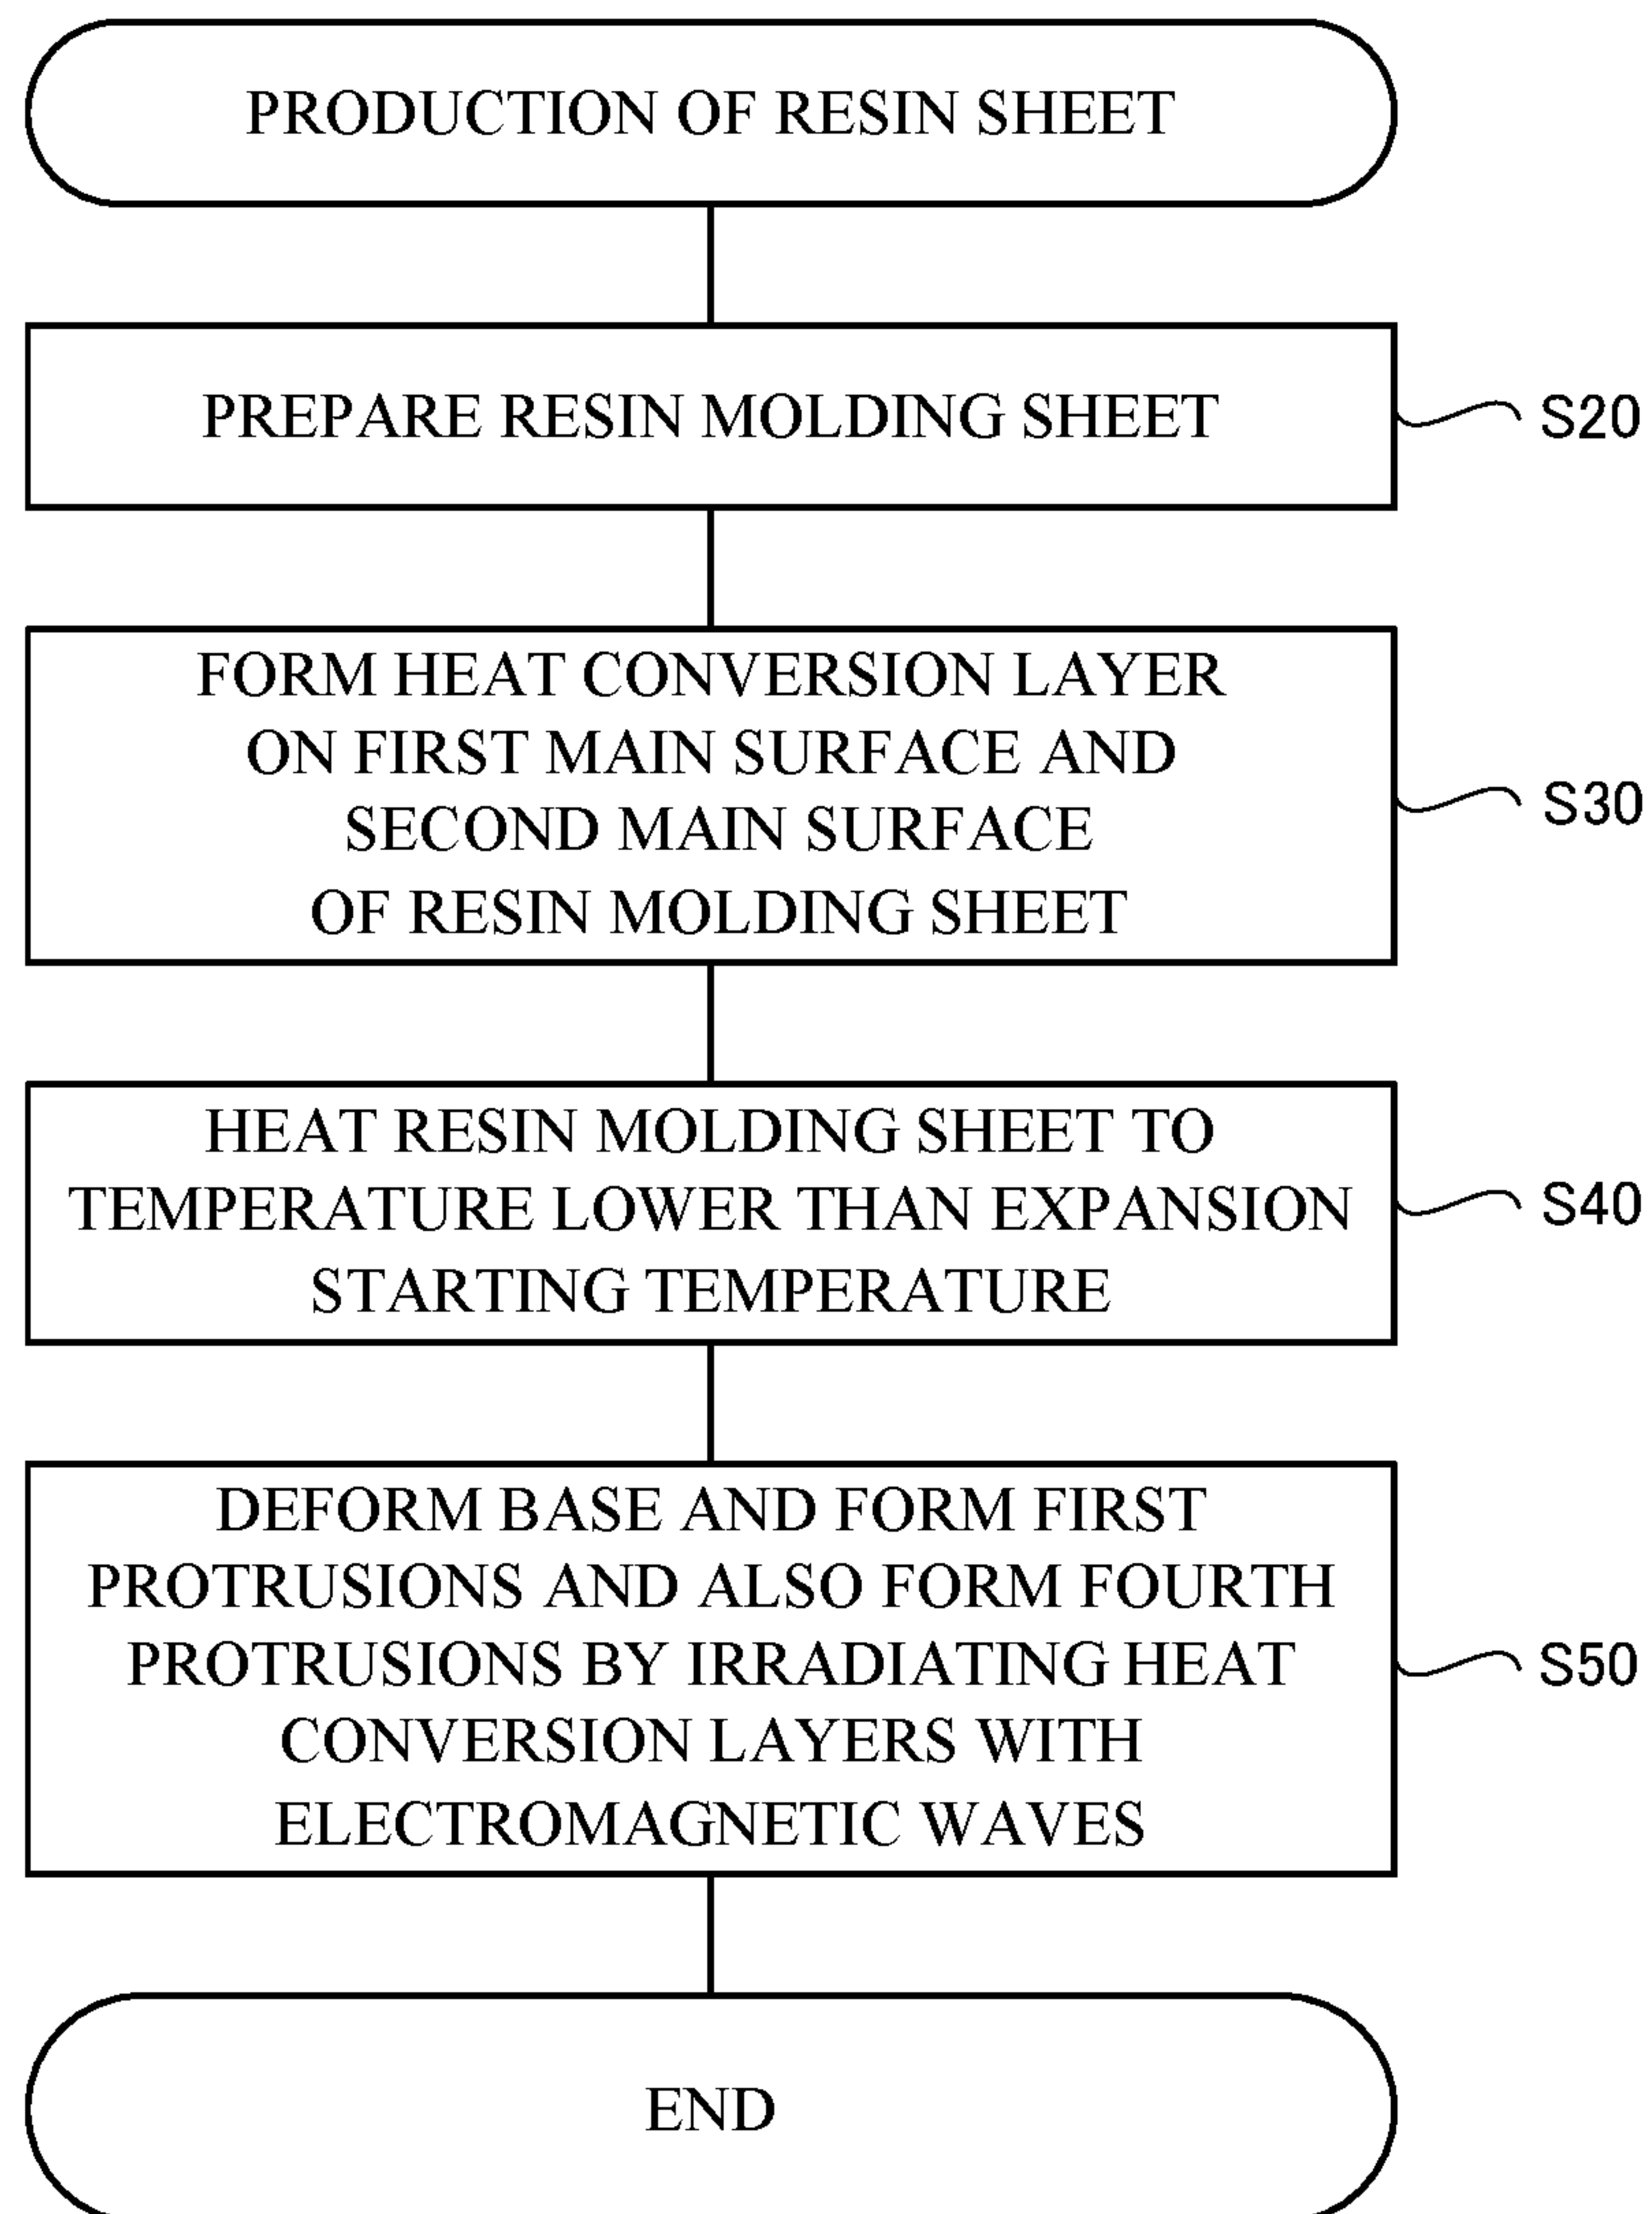 PRODUCTION OF RESIN SHEET
PREPARE RESIN MOLDING SHEET
S20
FORM HEAT CONVERSION LAYER
ON FIRST MAIN SURFACE AND
SECOND MAIN SURFACE
OF RESIN MOLDING SHEET
S30
HEAT RESIN MOLDING SHEET TO
TEMPERATURE LOWER THAN EXPANSION
STARTING TEMPERATURE
S40
DEFORM BASE AND FORM FIRST
PROTRUSIONS AND ALSO FORM FOURTH
PROTRUSIONS BY IRRADIATING HEAT
CONVERSION LAYERS WITH
ELECTROMAGNETIC WAVES
S50
END